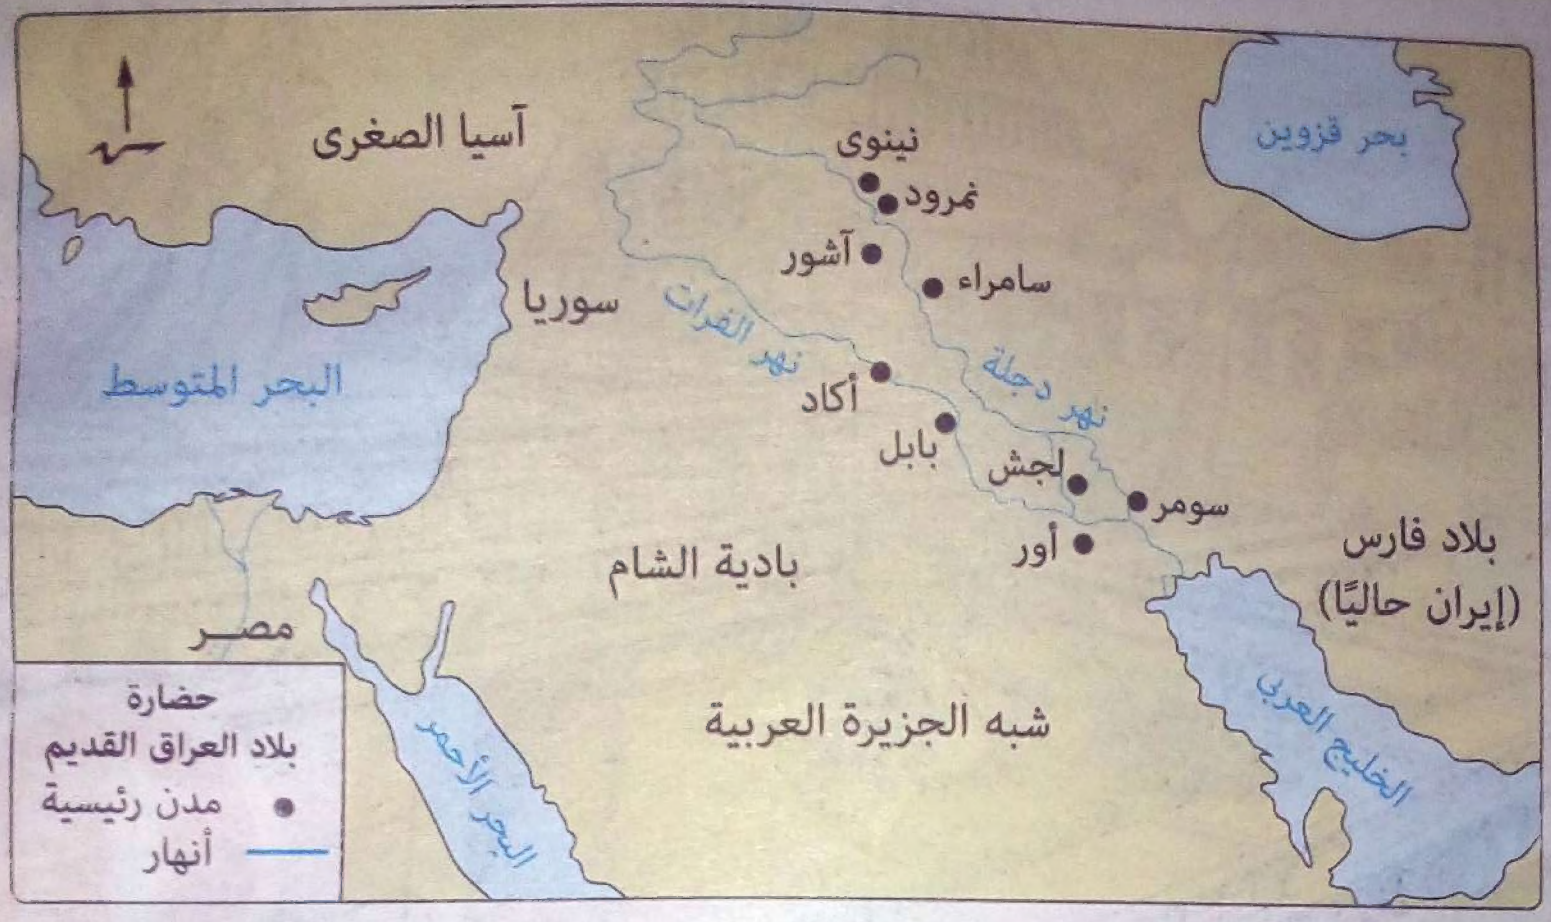 آسيا الصغرى
بحر قزوين
نينوى
نمرود
آشور
سامراء
سوريا
نهر الفرات
نهر دجلة
البحر المتوسط
أكاد
بابل
لجش
سومر
أور
بلاد فارس
(إيران حاليًا)
بادية الشام
مصر
شبه الجزيرة العربية
الخليج العربي
البحر الأحمر
حضارة
بلاد العراق القديم
مدن رئيسية
أنهار